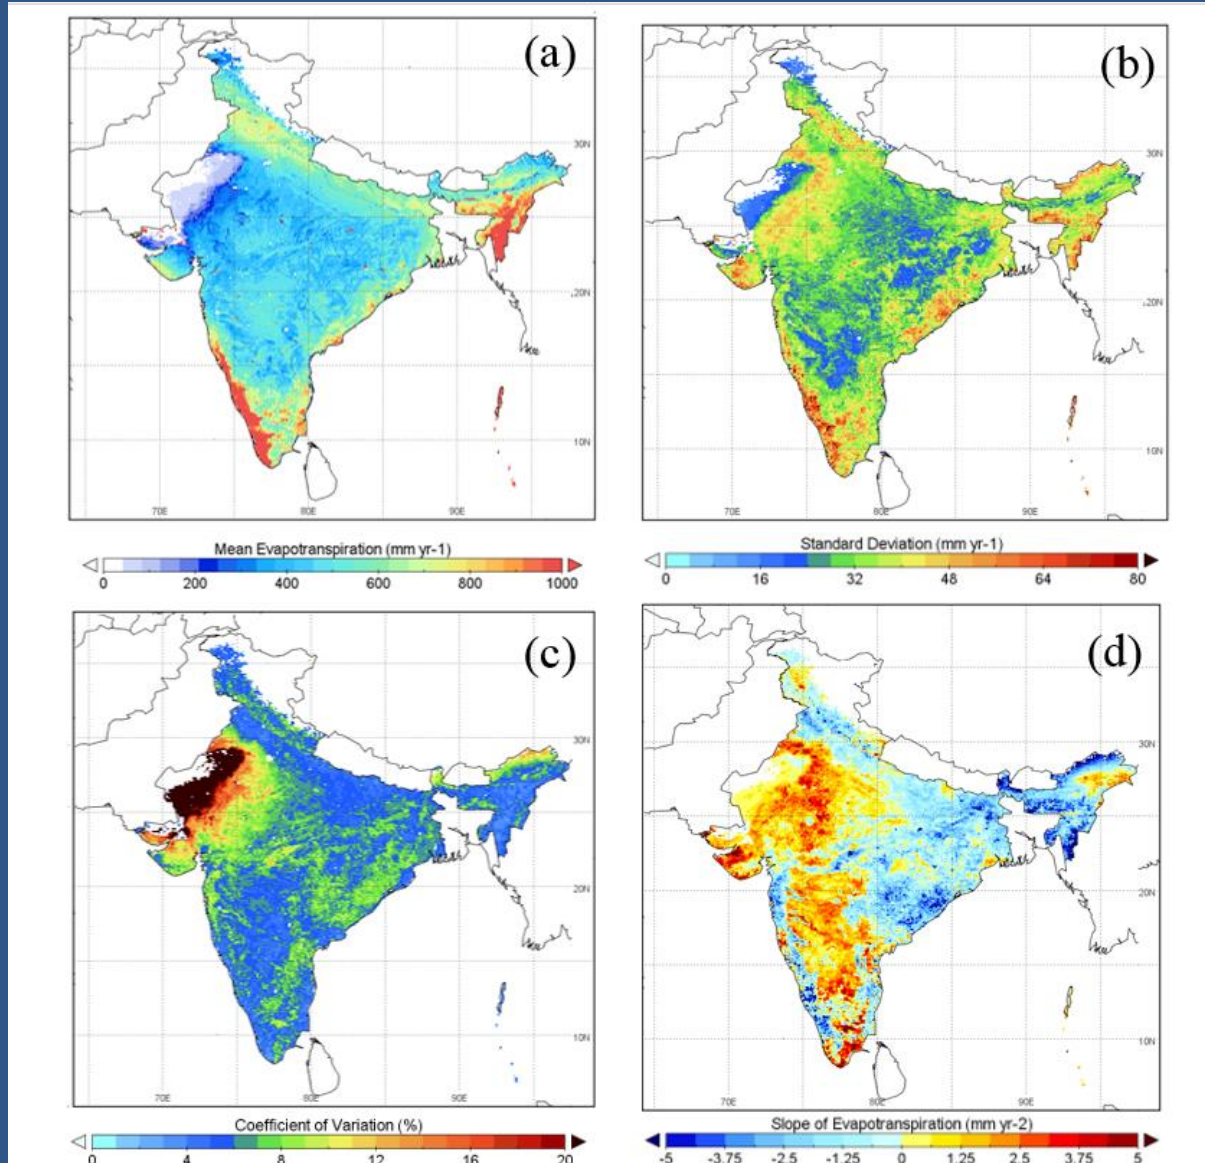 (a)
30N
20N
10N
70E 80E 90E
Mean Evapotranspiration (mm yr-1)
0 200 400 600 800 1000
(b)
30N
20N
10N
70E 80E 90E
Standard Deviation (mm yr-1)
0 16 32 48 64 80
(c)
30N
20N
10N
70E 80E 90E
Coefficient of Variation (%)
0 4 8 12 16 20
(d)
30N
20N
10N
70E 80E 90E
Slope of Evapotranspiration (mm yr-2)
-5 -3.75 -2.5 -1.25 0 1.25 2.5 3.75 5